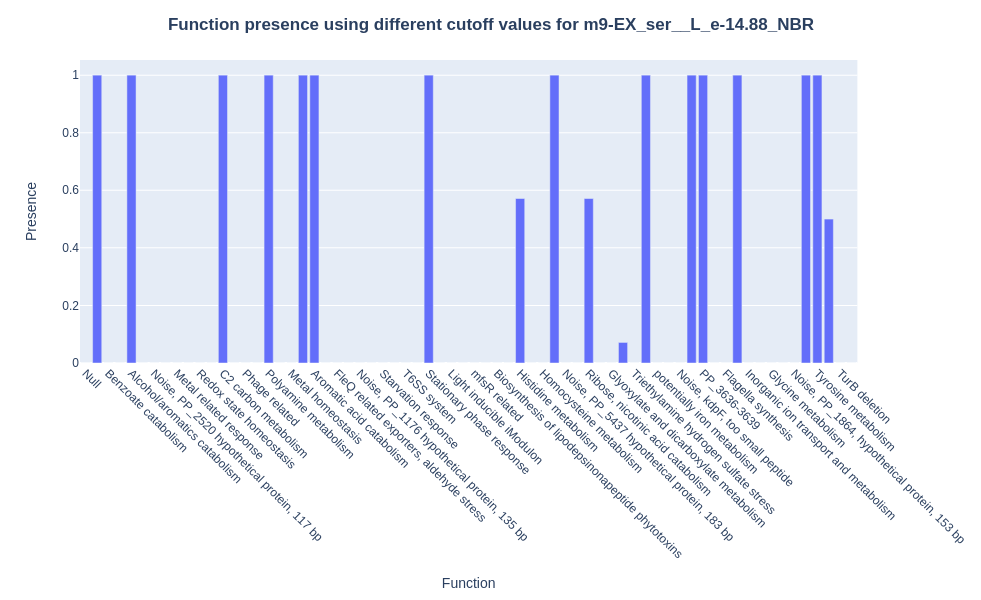 Function presence using different cutoff values for m9-EX_ser__L_e-14.88_NBR
Presence
1
0.8
0.6
0.4
0.2
0
Null
Benzoate catabolism
Alcohol/aromatics catabolism
Noise, PP_2520 hypothetical protein, 117 bp
Metal related response
Redox state homeostasis
C2 carbon metabolism
Phage related
Polyamine metabolism
Metal homeostasis
Aromatic acid catabolism
FleQ related exporters, aldehyde stress
Noise, PP_1176 hypothetical protein, 135 bp
Starvation response
T6SS system
Stationary phase response
Light inducible iModulon
mfsR related
Biosynthesis of lipodepsinonapeptide phytotoxins
Histidine metabolism
Homocysteine metabolism
Noise, PP_5437 hypothetical protein, 183 bp
Ribose, nicotinic acid catabolism
Glyoxylate and dicarboxylate metabolism
Triethylamine hydrogen sulfate stress
potentially iron metabolism
Noise, kdpF, too small peptide
PP_3636-3639
Flagella synthesis
Inorganic ion transport and metabolism
Glycine metabolism
Noise, PP_1864, hypothetical protein, 153 bp
Tyrosine metabolism
TurB deletion
Function